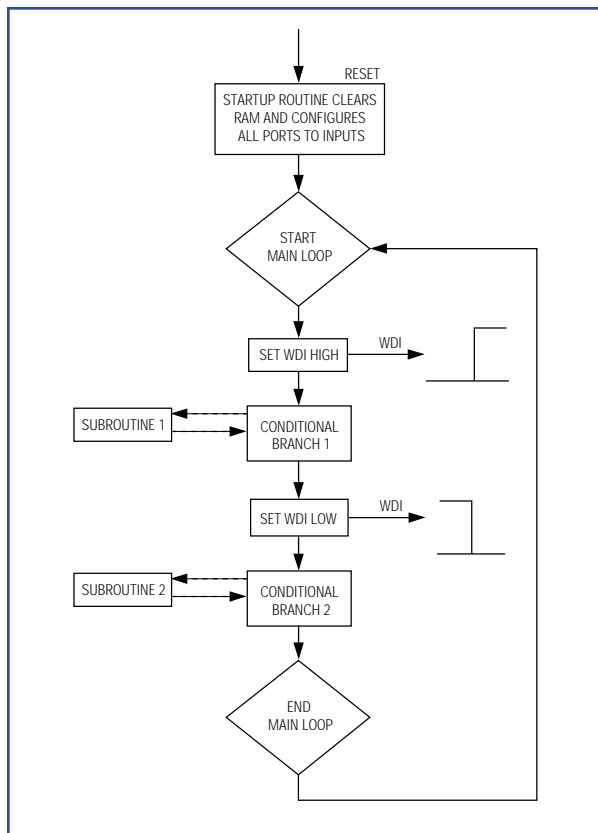 RESET
STARTUP ROUTINE CLEARS
RAM AND CONFIGURES
ALL PORTS TO INPUTS
START
MAIN LOOP
SET WDI HIGH
WDI
SUBROUTINE 1
CONDITIONAL
BRANCH 1
SET WDI LOW
WDI
SUBROUTINE 2
CONDITIONAL
BRANCH 2
END
MAIN LOOP